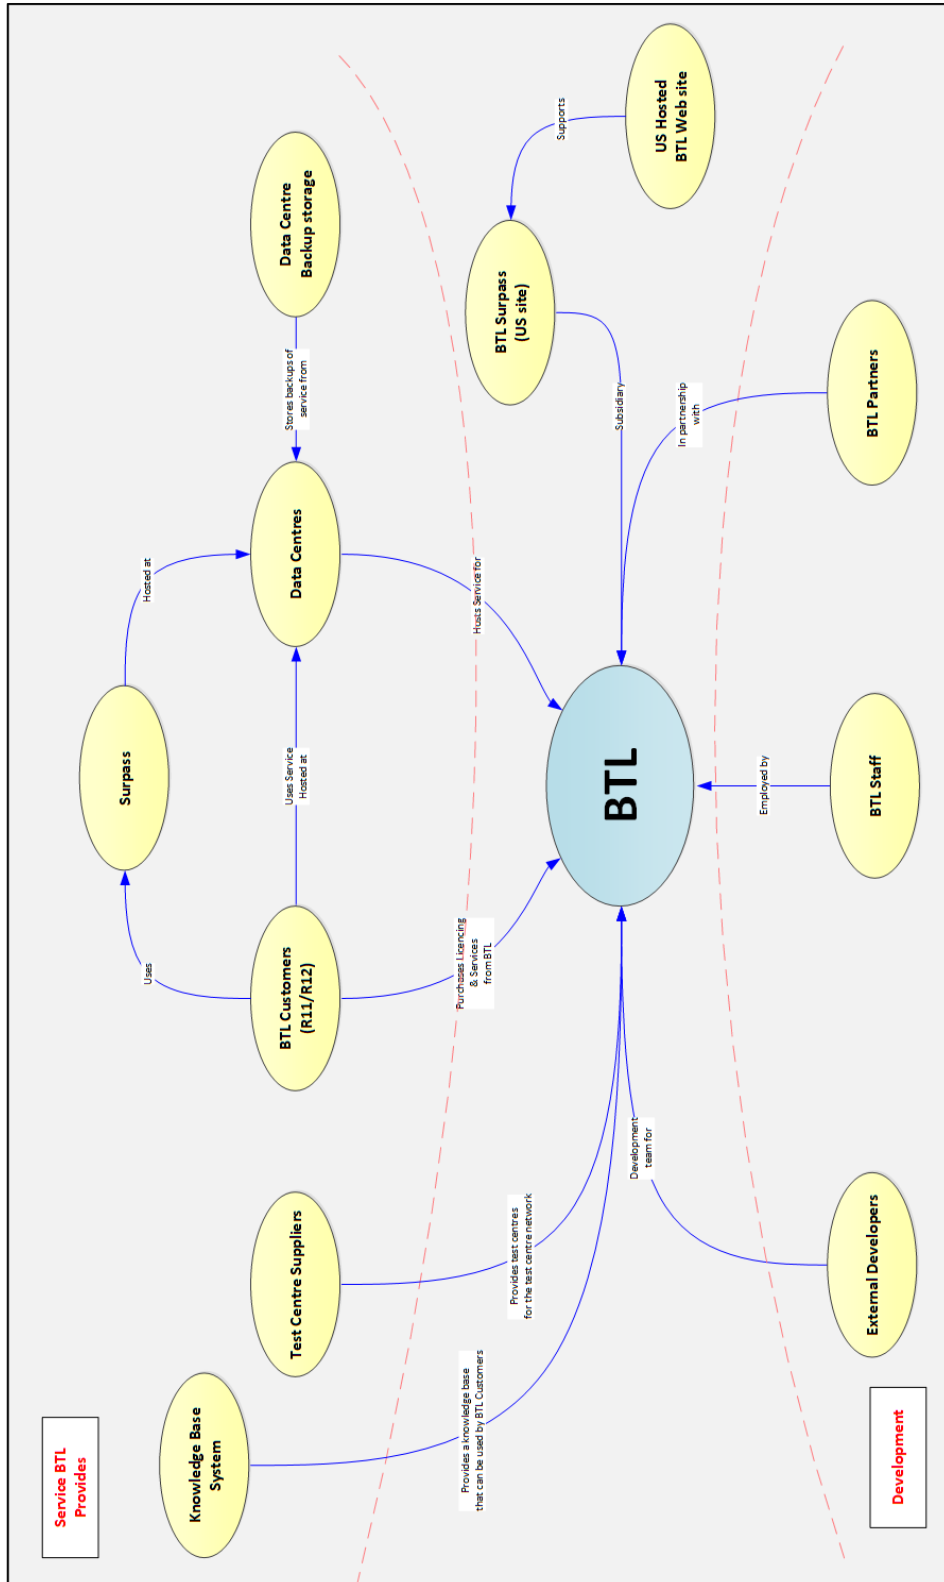 Service BTL
Provides
Knowledge Base
System
Test Centre Suppliers
BTL Customers
(R11/R12)
Surpass
Data Centres
Data Centre
Backup storage
Uses
Hosted at
Uses Service
Hosted at
Stores backups of
service from
Provides a knowledge base
that can be used by BTL Customers
Provides test centres
for the test centre network
Purchases Licencing
& Services
from BTL
Hosts Service for
BTL Surpass
(US site)
Supports
US Hosted
BTL Web site
Subsidiary
In partnership
with
BTL
Development
team for
Employed by
External Developers
BTL Staff
BTL Partners
Development